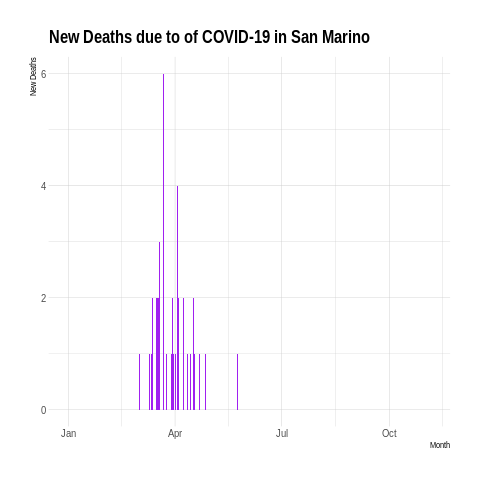 New Deaths due to of COVID-19 in San Marino
New Deaths
6
4
2
0
Jan Apr Jul Oct
Month